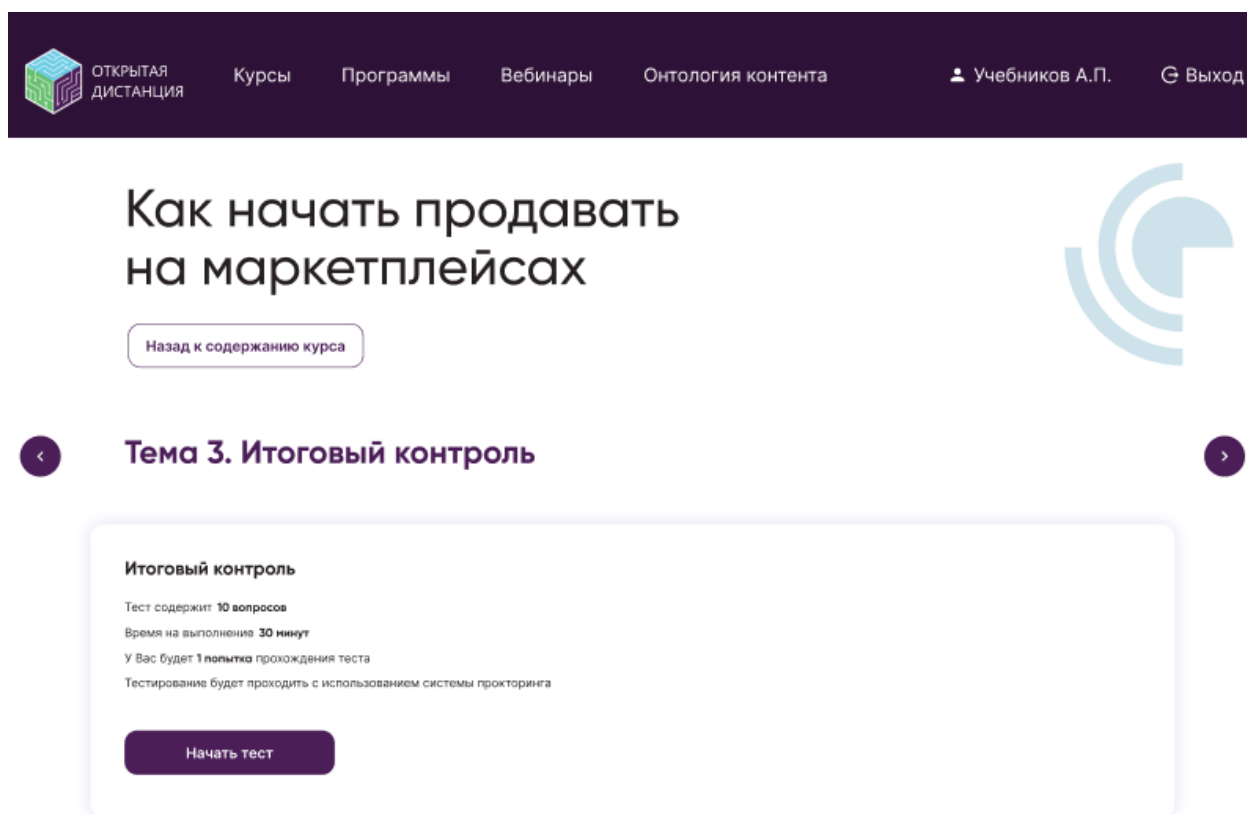 ОТКРЫТАЯ
ДИСТАНЦИЯ
Курсы
Программы
Вебинары
Онтология контента
Учебников А.П.
Выход
Как начать продавать
на маркетплейсах
Назад к содержанию курса
Тема 3. Итоговый контроль
Итоговый контроль
Тест содержит 10 вопросов
Время на выполнение 30 минут
У Вас будет 1 попытка прохождения теста
Тестирование будет проходить с использованием системы прокторинга
Начать тест